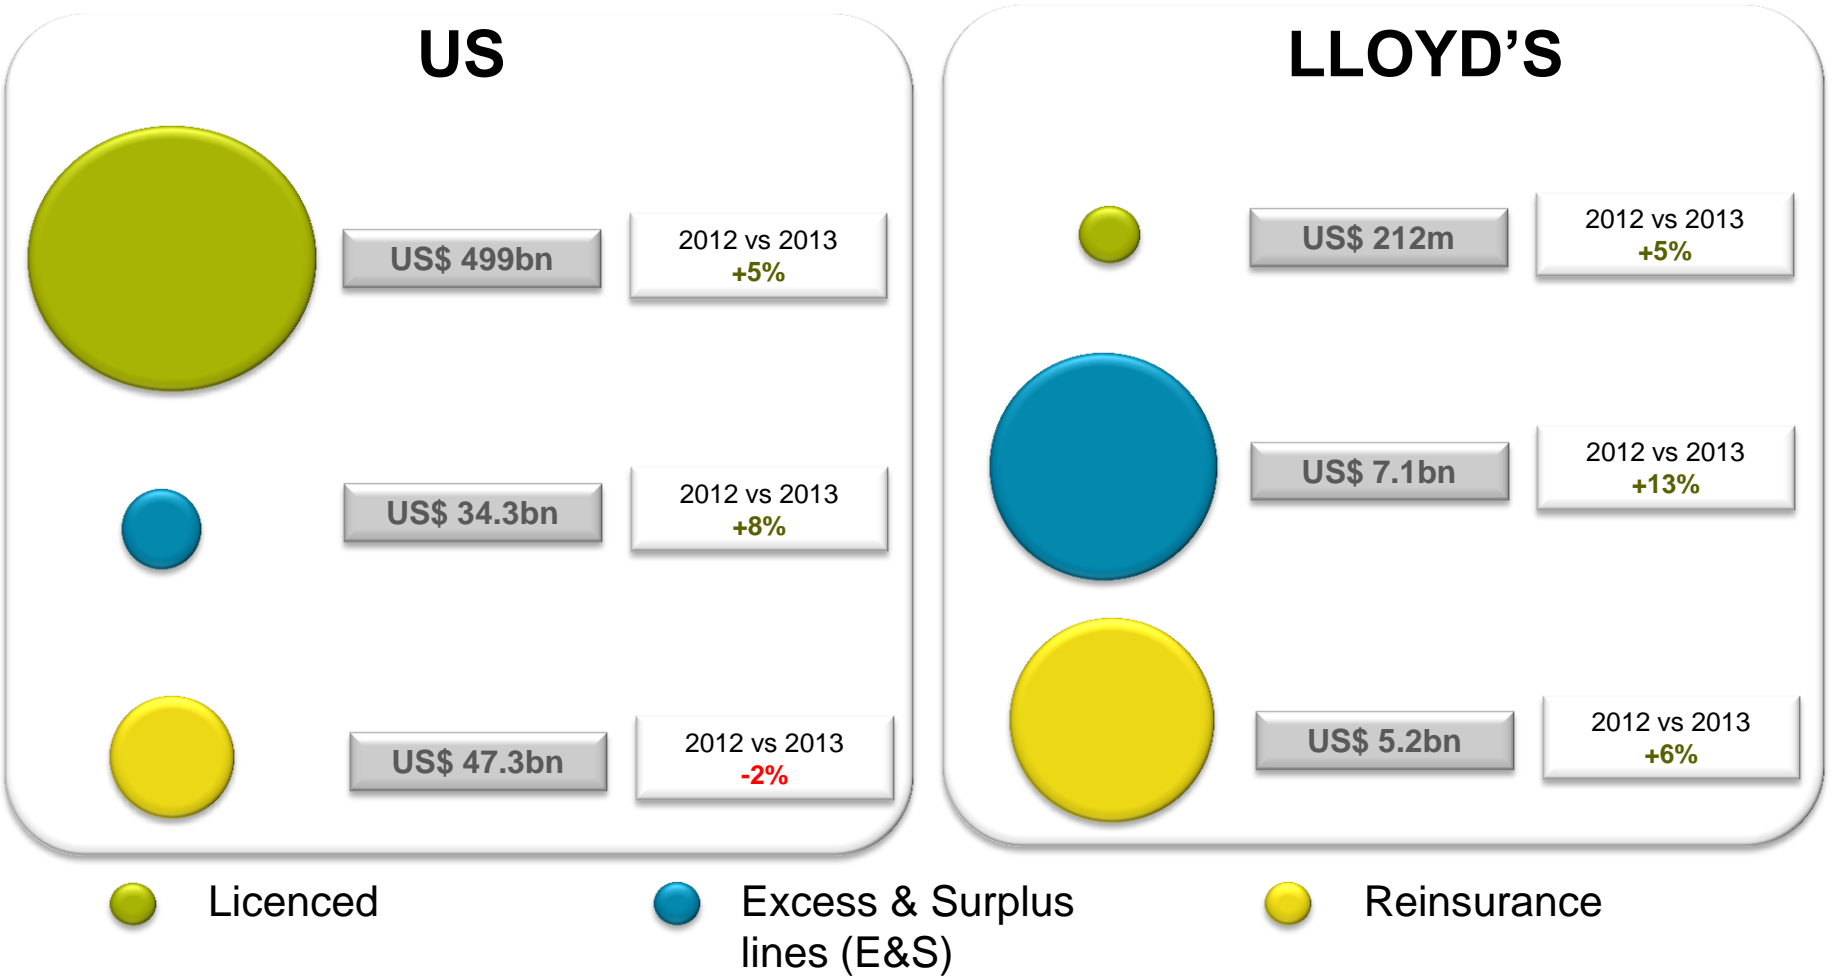 US
US$ 499bn
2012 vs 2013
+5%
US$ 34.3bn
2012 vs 2013
+8%
US$ 47.3bn
2012 vs 2013
-2%
LLOYD’S
US$ 212m
2012 vs 2013
+5%
US$ 7.1bn
2012 vs 2013
+13%
US$ 5.2bn
2012 vs 2013
+6%
Licenced
Excess & Surplus
lines (E&S)
Reinsurance